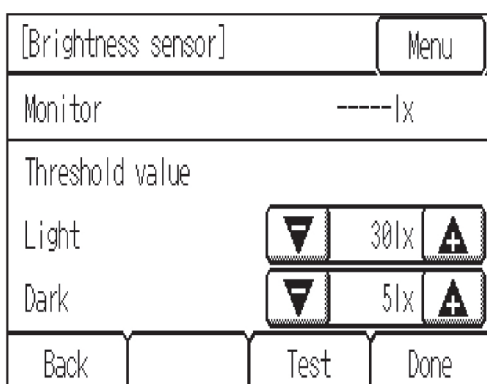 [Brightness sensor] Menu
Monitor -----lx
Threshold value
Light 30lx
Dark 5lx
Back Test Done